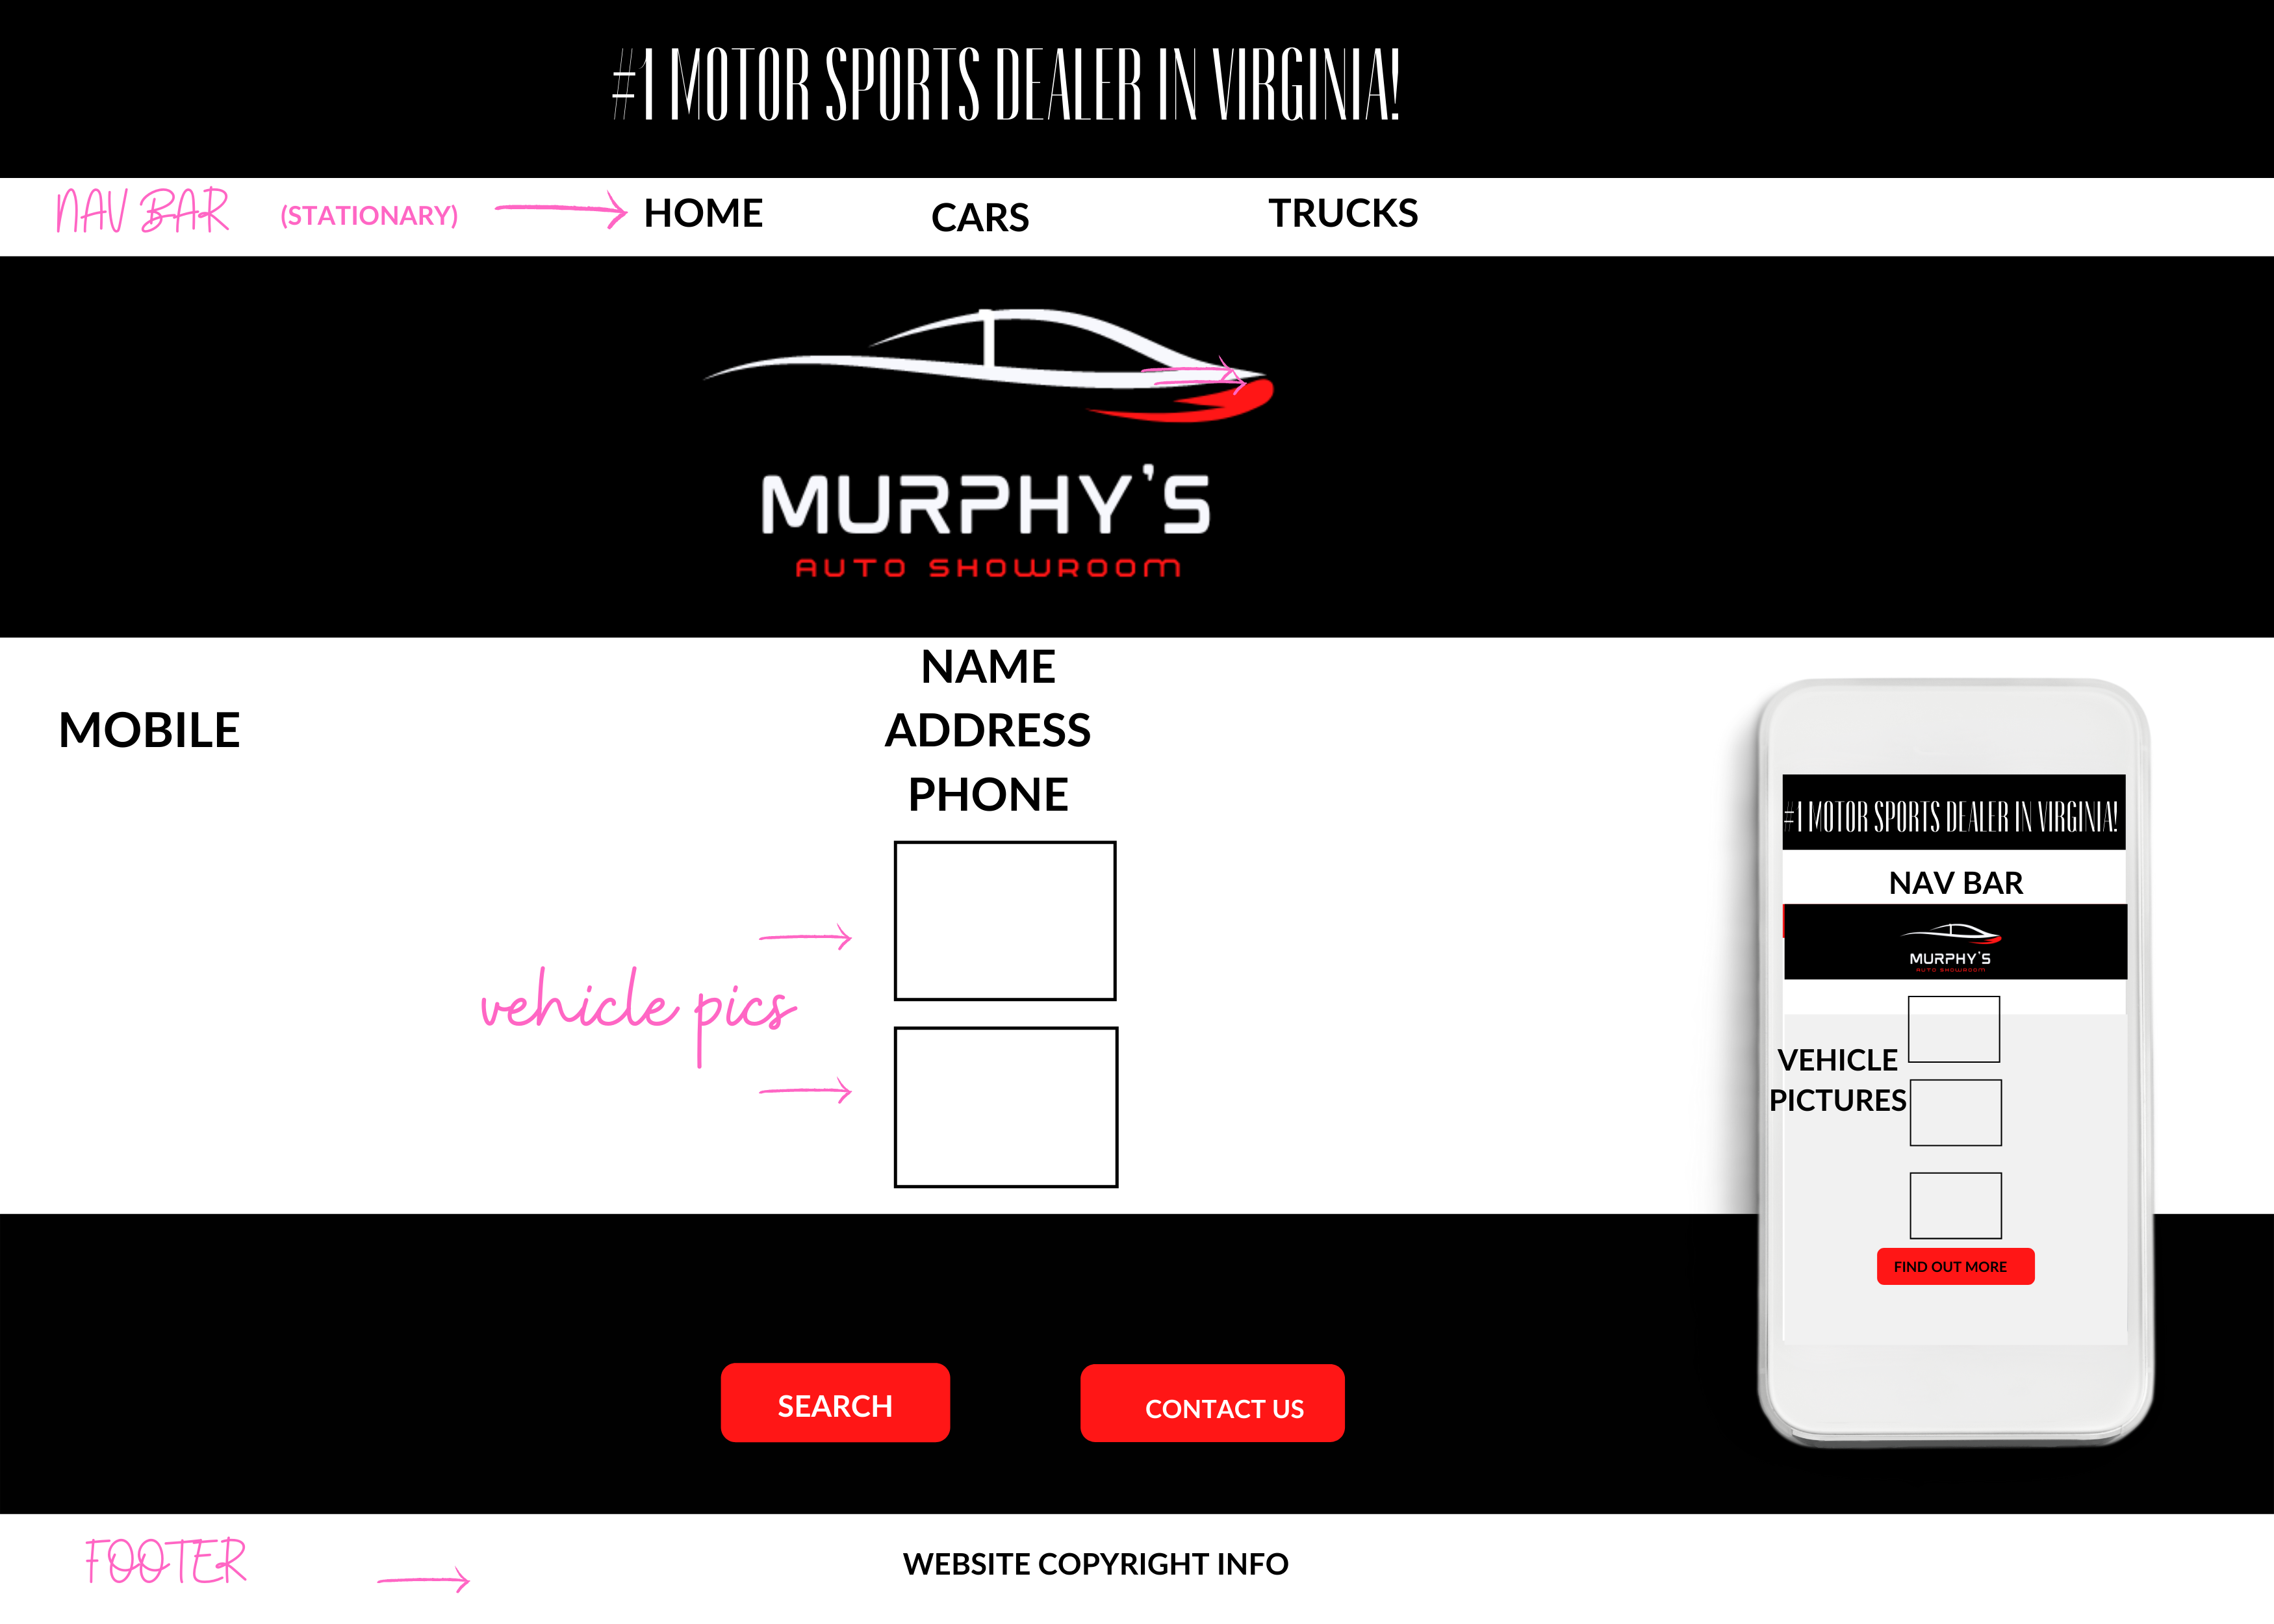 #1 MOTOR SPORTS DEALER IN VIRGINIA!
NAV BAR (STATIONARY) HOME CARS TRUCKS
MURPHY'S
AUTO SHOWROOM
NAME
ADDRESS
PHONE
MOBILE
vehicle pics
#1 MOTOR SPORTS DEALER IN VIRGINIA!
NAV BAR
MURPHY'S
AUTO SHOWROOM
VEHICLE
PICTURES
FIND OUT MORE
SEARCH
CONTACT US
FOOTER
WEBSITE COPYRIGHT INFO